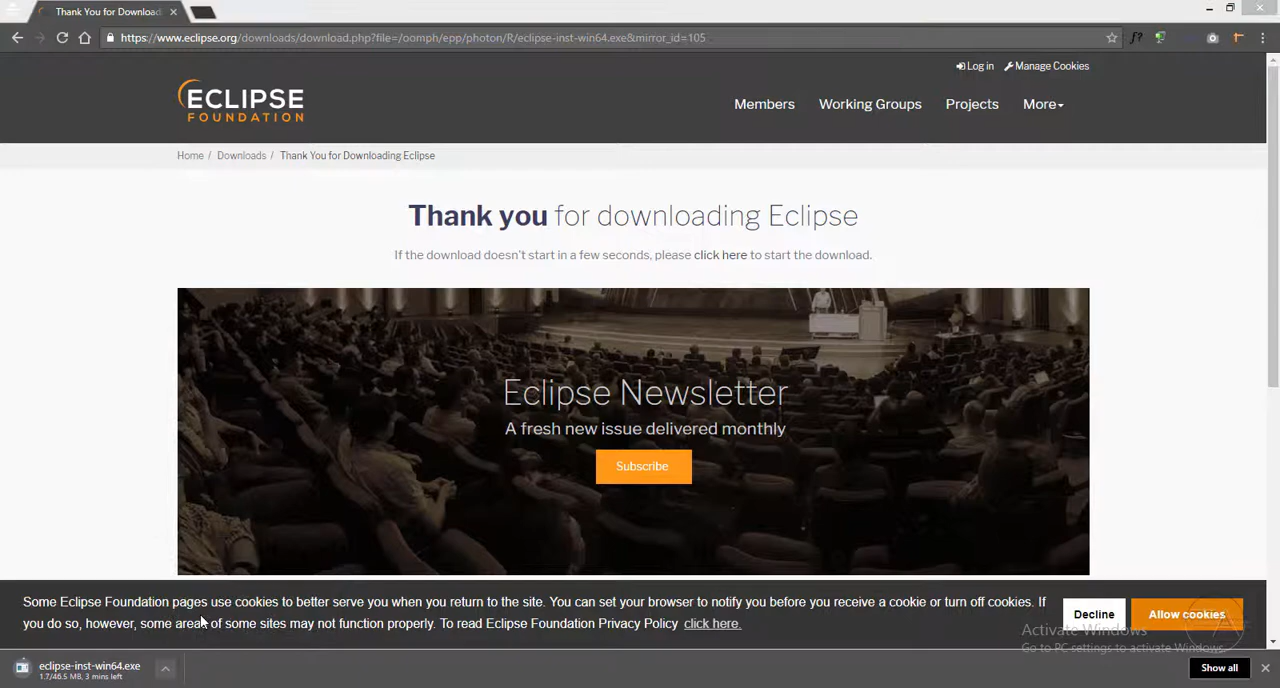 Thank You for Download
https://www.eclipse.org/downloads/download.php?file=/oomph/epp/photon/R/eclipse-inst-win64.exe&mirror_id=105
f?
Log in
Manage Cookies
ECLIPSE
FOUNDATION
Members
Working Groups
Projects
More
Home / Downloads / Thank You for Downloading Eclipse
Thank you for downloading Eclipse
If the download doesn't start in a few seconds, please click here to start the download.
Eclipse Newsletter
A fresh new issue delivered monthly
Subscribe
Some Eclipse Foundation pages use cookies to better serve you when you return to the site. You can set your browser to notify you before you receive a cookie or turn off cookies. If
you do so, however, some areas of some sites may not function properly. To read Eclipse Foundation Privacy Policy click here.
Decline
Allow cookies
Activate Windows
Go to PC settings to activate Windows.
eclipse-inst-win64.exe
1.7/46.5 MB, 3 mins left
Show all